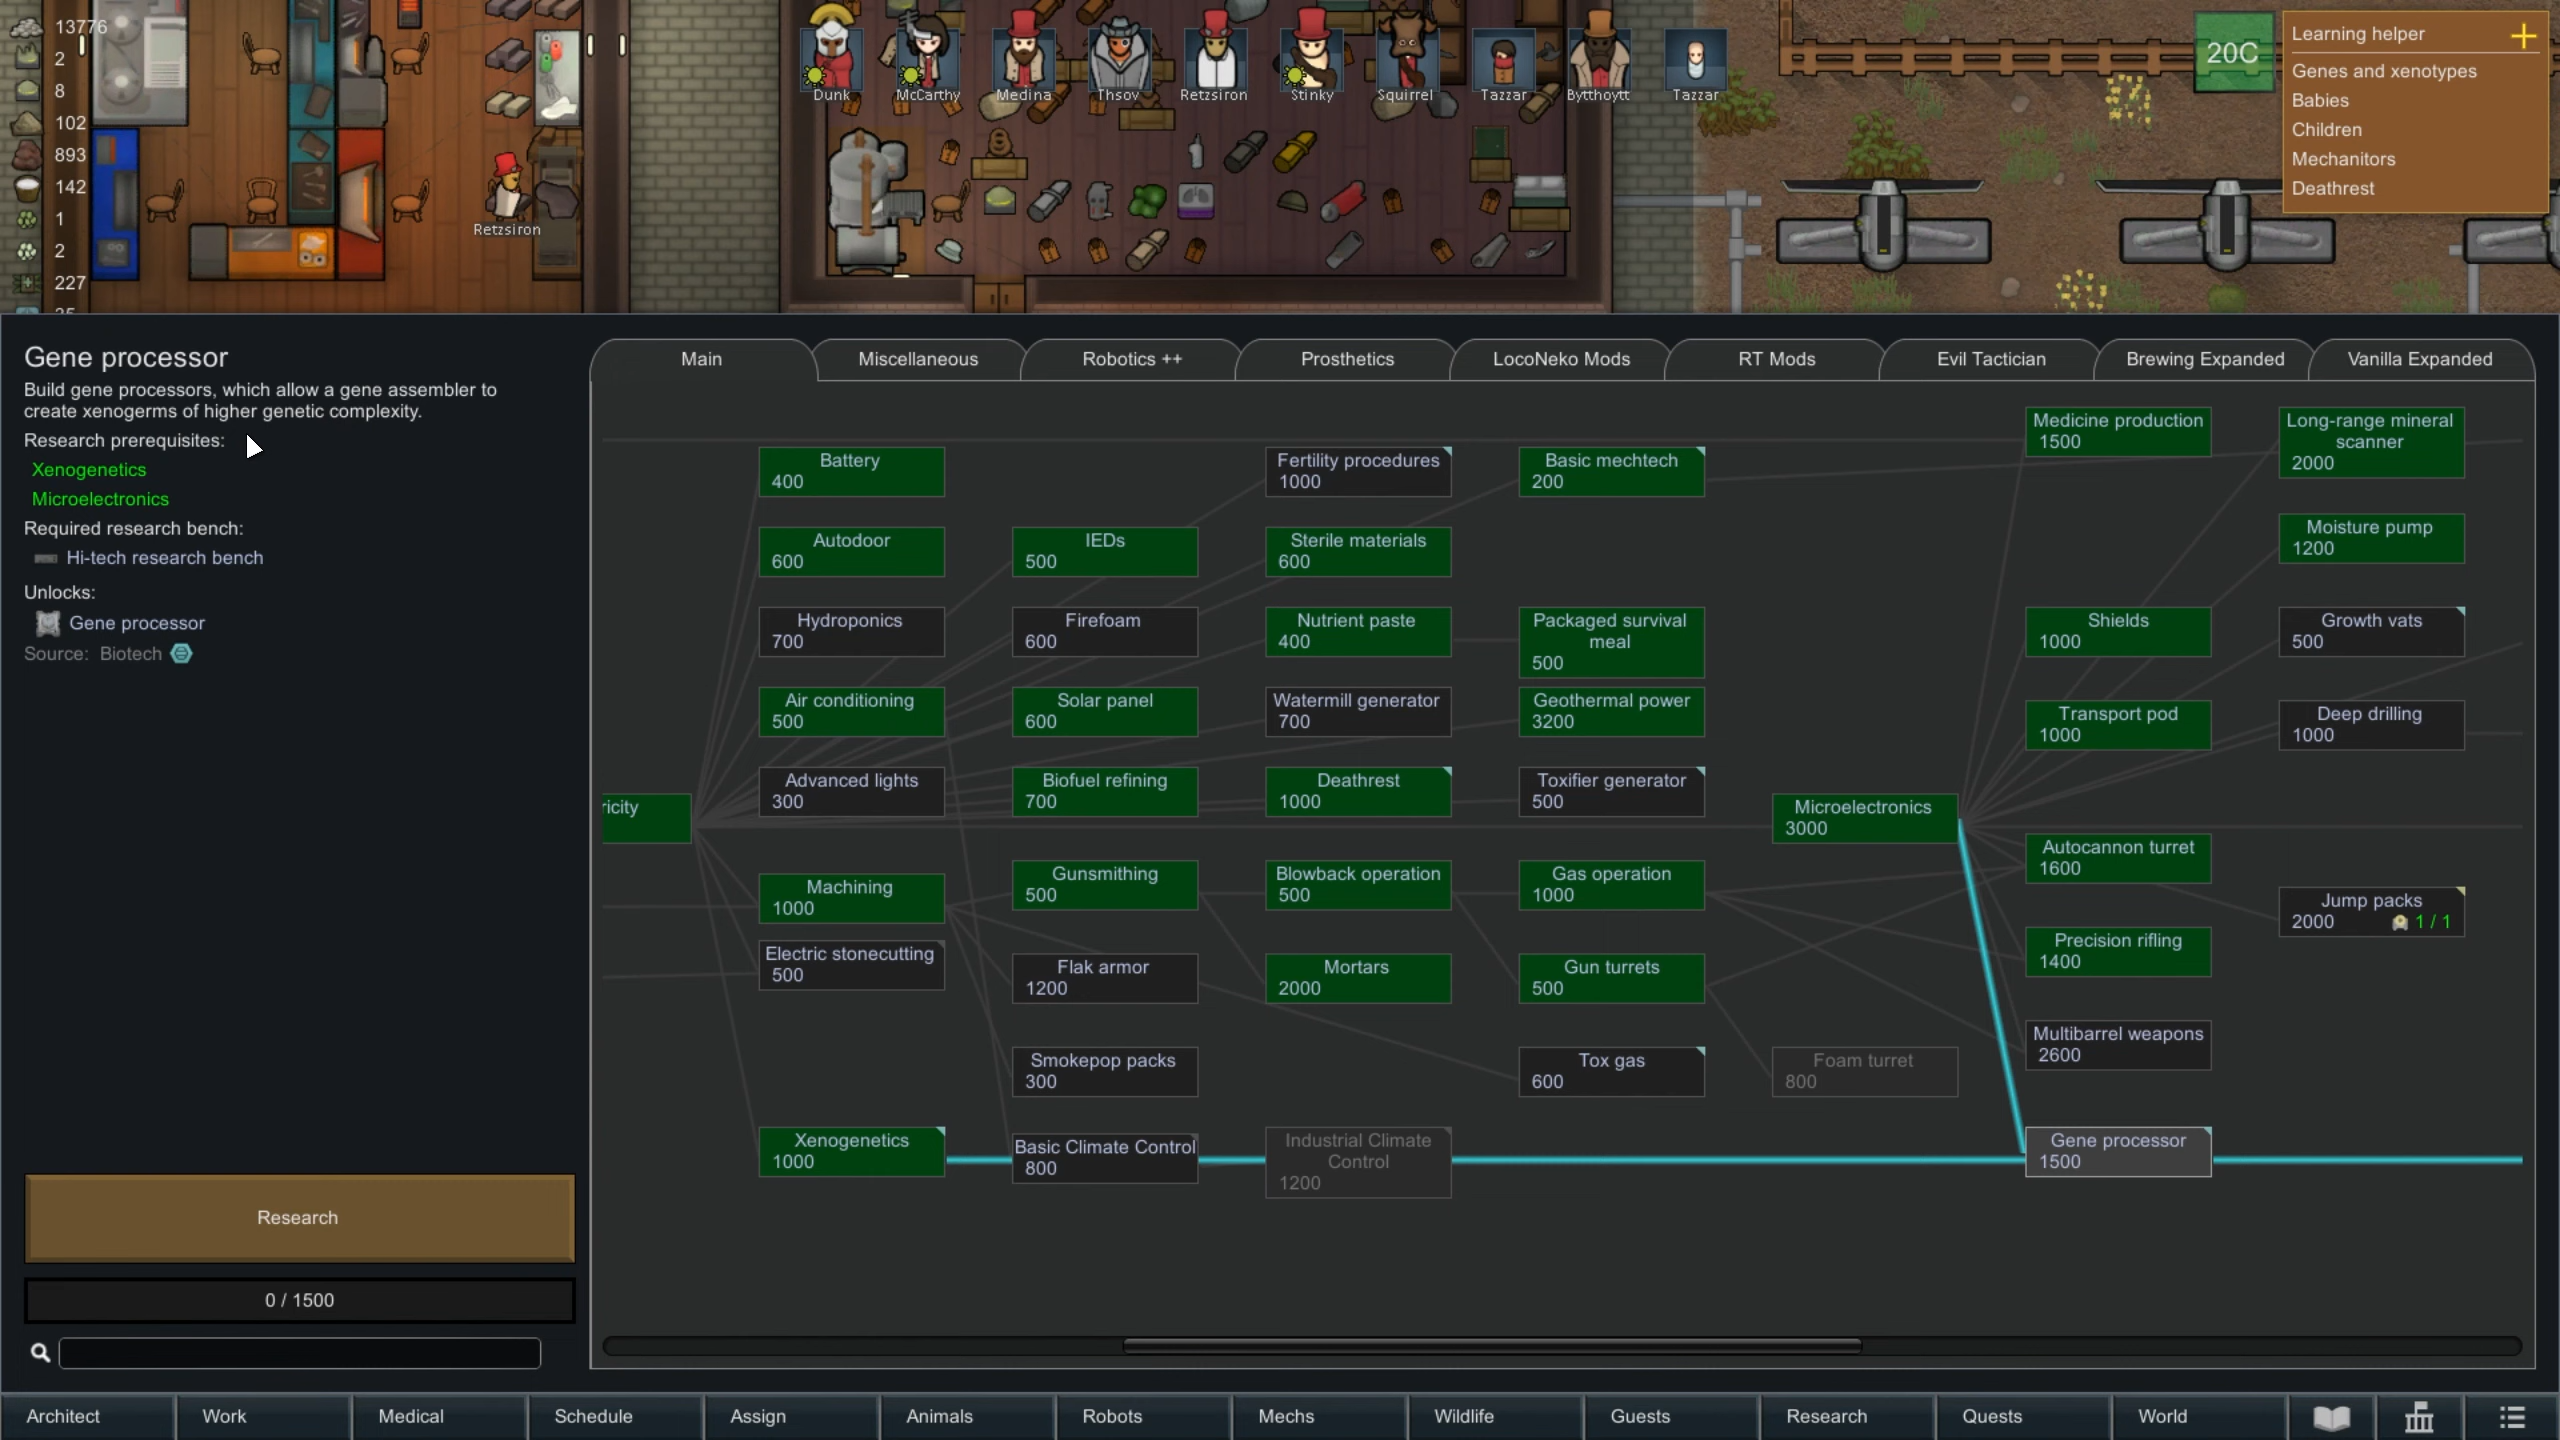 13776
2
8
102
893
142
1
2
227
Dunk
McCarthy
Medina
Thsov
Retzsiron
Stinky
Squirrel
Tazzar
Bytthoytt
Tazzar
Retzsiron
20C
Learning helper
Genes and xenotypes
Babies
Children
Mechanitors
Deathrest
Gene processor
Build gene processors, which allow a gene assembler to
create xenogerms of higher genetic complexity.
Research prerequisites:
Xenogenetics
Microelectronics
Required research bench:
Hi-tech research bench
Unlocks:
Gene processor
Source: Biotech
Research
0 / 1500
Main
Miscellaneous
Robotics ++
Prosthetics
LocoNeko Mods
RT Mods
Evil Tactician
Brewing Expanded
Vanilla Expanded
ricity
Battery
400
Autodoor
600
Hydroponics
700
Air conditioning
500
Advanced lights
300
Machining
1000
Electric stonecutting
500
Xenogenetics
1000
IEDs
500
Firefoam
600
Solar panel
600
Biofuel refining
700
Gunsmithing
500
Flak armor
1200
Smokepop packs
300
Basic Climate Control
800
Fertility procedures
1000
Sterile materials
600
Nutrient paste
400
Watermill generator
700
Deathrest
1000
Blowback operation
500
Mortars
2000
Industrial Climate
Control
1200
Basic mechtech
200
Packaged survival
meal
500
Geothermal power
3200
Toxifier generator
500
Gas operation
1000
Gun turrets
500
Tox gas
600
Microelectronics
3000
Foam turret
800
Medicine production
1500
Shields
1000
Transport pod
1000
Autocannon turret
1600
Precision rifling
1400
Multibarrel weapons
2600
Gene processor
1500
Long-range mineral
scanner
2000
Moisture pump
1200
Growth vats
500
Deep drilling
1000
Jump packs
2000 1 / 1
Architect
Work
Medical
Schedule
Assign
Animals
Robots
Mechs
Wildlife
Guests
Research
Quests
World